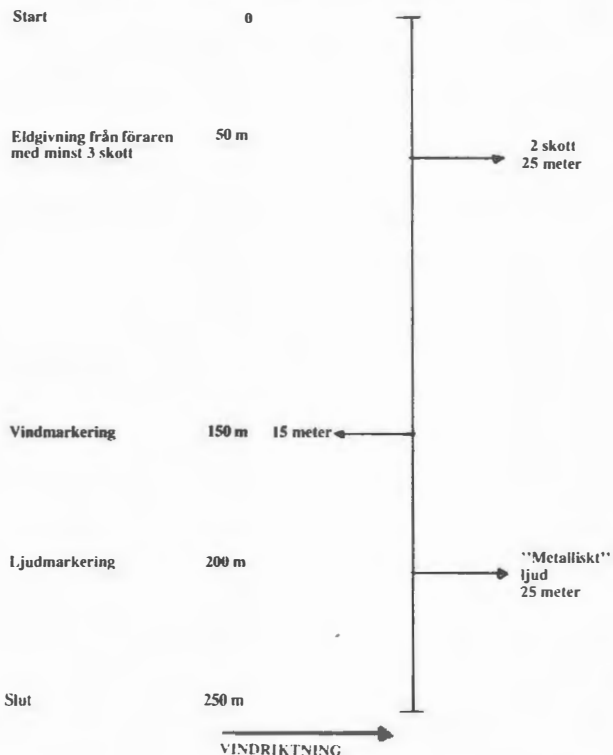 Start 0
Eldgivning från föraren 50 m
med minst 3 skott
2 skott
25 meter
Vindmarkering 150 m 15 meter
Ljudmarkering 200 m
"Metalliskt"
ljud
25 meter
Slut 250 m
VINDRIKTNING